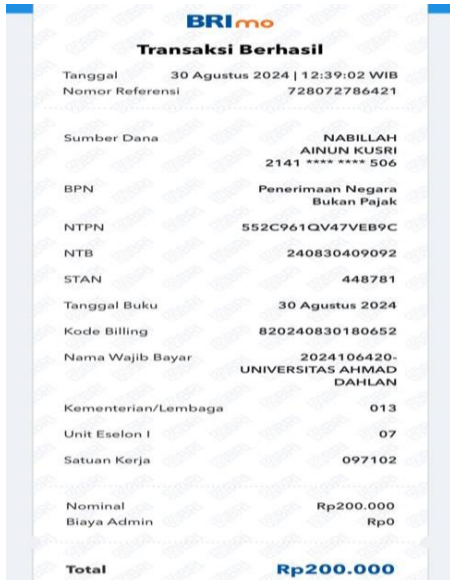 BRImo
Transaksi Berhasil
Tanggal 30 Agustus 2024 | 12:39:02 WIB
Nomor Referensi 728072786421
Sumber Dana NABILLAH
AINUN KUSRI
2141 **** **** 506
BPN Penerimaan Negara
Bukan Pajak
NTPN 552C961QV47VEB9C
NTB 240830409092
STAN 448781
Tanggal Buku 30 Agustus 2024
Kode Billing 820240830180652
Nama Wajib Bayar 2024106420-
UNIVERSITAS AHMAD
DAHLAN
Kementerian/Lembaga 013
Unit Eselon I 07
Satuan Kerja 097102
Nominal Rp200.000
Biaya Admin Rp0
Total Rp200.000